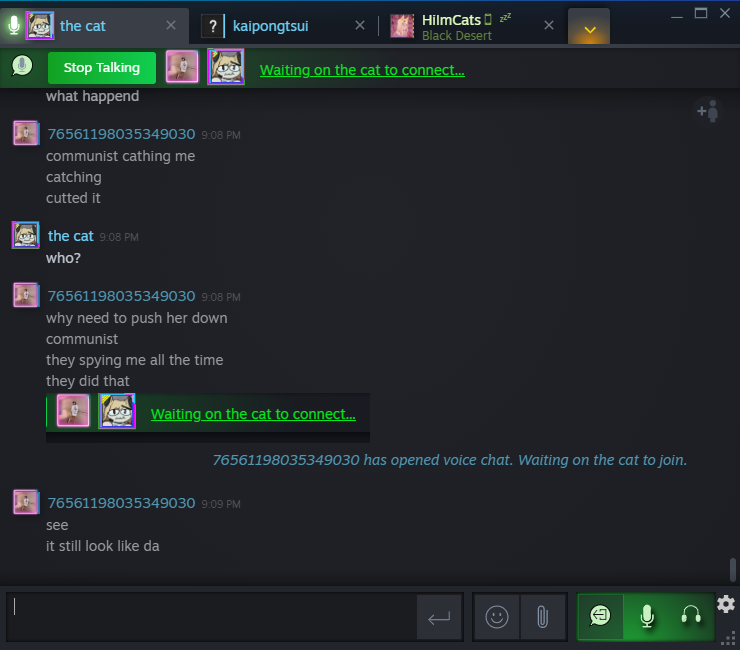 the cat
? kaipongtsui
HilmCats zzz
Black Desert
Stop Talking
Waiting on the cat to connect...
what happend
76561198035349030 9:08 PM
communist cathing me
catching
cutted it
the cat 9:08 PM
who?
76561198035349030 9:08 PM
why need to push her down
communist
they spying me all the time
they did that
Waiting on the cat to connect...
76561198035349030 has opened voice chat. Waiting on the cat to join.
76561198035349030 9:09 PM
see
it still look like da